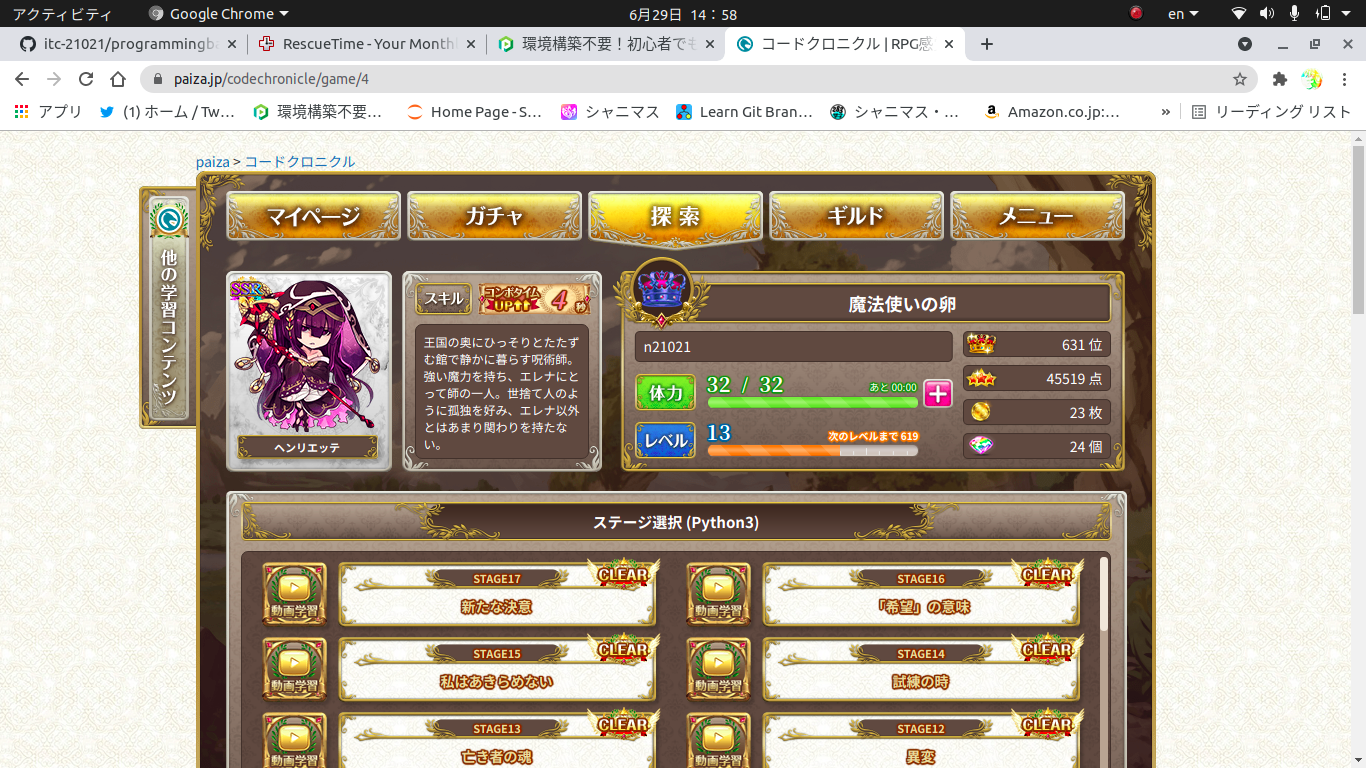 アクティビティ
Google Chrome
6月29日 14：58
en
itc-21021/programmingba
RescueTime - Your Month
環境構築不要！初心者でも
コードクロニクル | RPG感
paiza.jp/codechronicle/game/4
アプリ
(1) ホーム / Tw…
環境構築不要…
Home Page - S…
シャニマス
Learn Git Bran…
シャニマス・…
Amazon.co.jp:…
»
リーディング リスト
paiza > コードクロニクル
他の学習コンテンツ
マイページ
ガチャ
探索
ギルド
メニュー
SSR
ヘンリエッテ
スキル
コンボタイム
UP
4秒
王国の奥にひっそりとたたず
む館で静かに暮らす呪術師。
強い魔力を持ち、エレナにと
って師の一人。世捨て人のよ
うに孤独を好み、エレナ以外
とはあまり関わりを持たな
い。
魔法使いの卵
n21021
631 位
体力
32 / 32
あと 00:00
45519 点
23 枚
レベル
13
次のレベルまで 619
24 個
ステージ選択 (Python3)
動画学習
STAGE17
CLEAR
新たな決意
動画学習
STAGE16
CLEAR
「希望」の意味
動画学習
STAGE15
CLEAR
私はあきらめない
動画学習
STAGE14
CLEAR
試練の時
動画学習
STAGE13
CLEAR
亡き者の魂
動画学習
STAGE12
CLEAR
異変